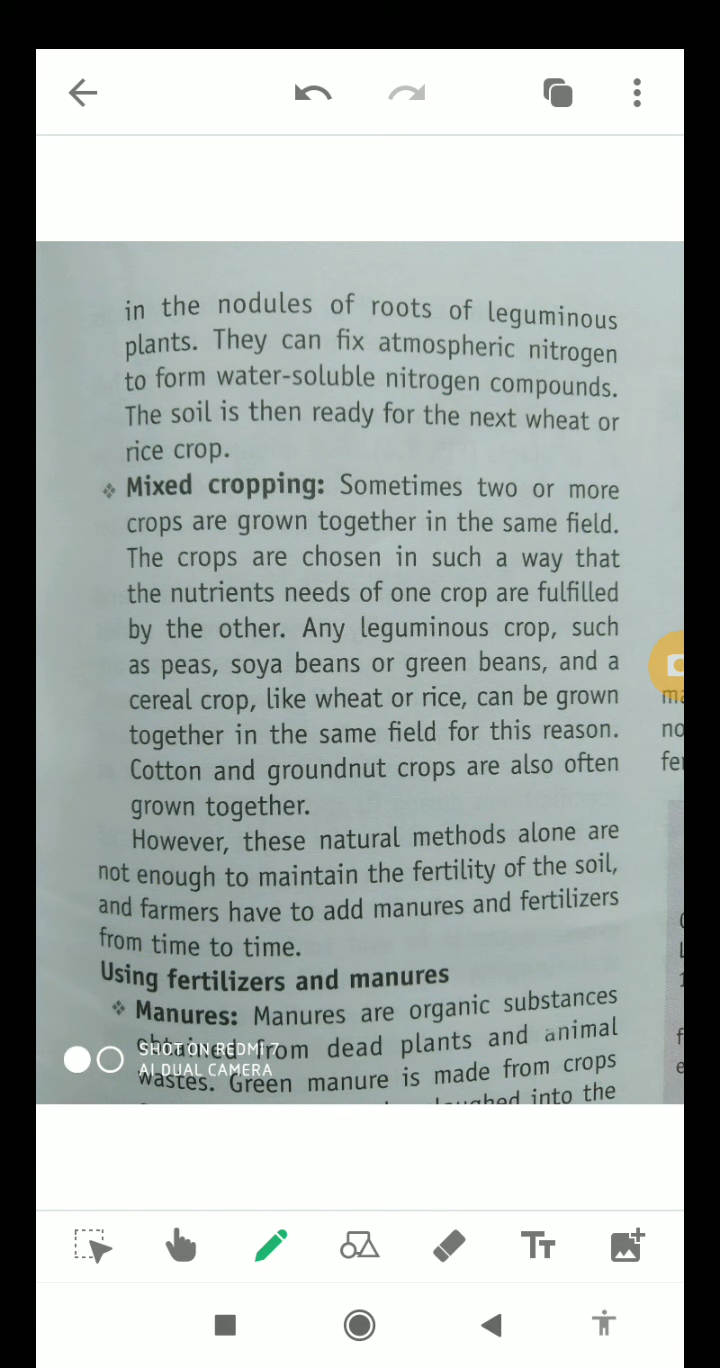 in the nodules of roots of leguminous
plants. They can fix atmospheric nitrogen
to form water-soluble nitrogen compounds.
The soil is then ready for the next wheat or
rice crop.
❖ Mixed cropping: Sometimes two or more
crops are grown together in the same field.
The crops are chosen in such a way that
the nutrients needs of one crop are fulfilled
by the other. Any leguminous crop, such
as peas, soya beans or green beans, and a
cereal crop, like wheat or rice, can be grown
together in the same field for this reason.
Cotton and groundnut crops are also often
grown together.
However, these natural methods alone are
not enough to maintain the fertility of the soil,
and farmers have to add manures and fertilizers
from time to time.
Using fertilizers and manures
❖ Manures: Manures are organic substances
obtained from dead plants and animal
wastes. Green manure is made from crops
ploughed into the
SHOT ON REDMI 7
AI DUAL CAMERA
Tt